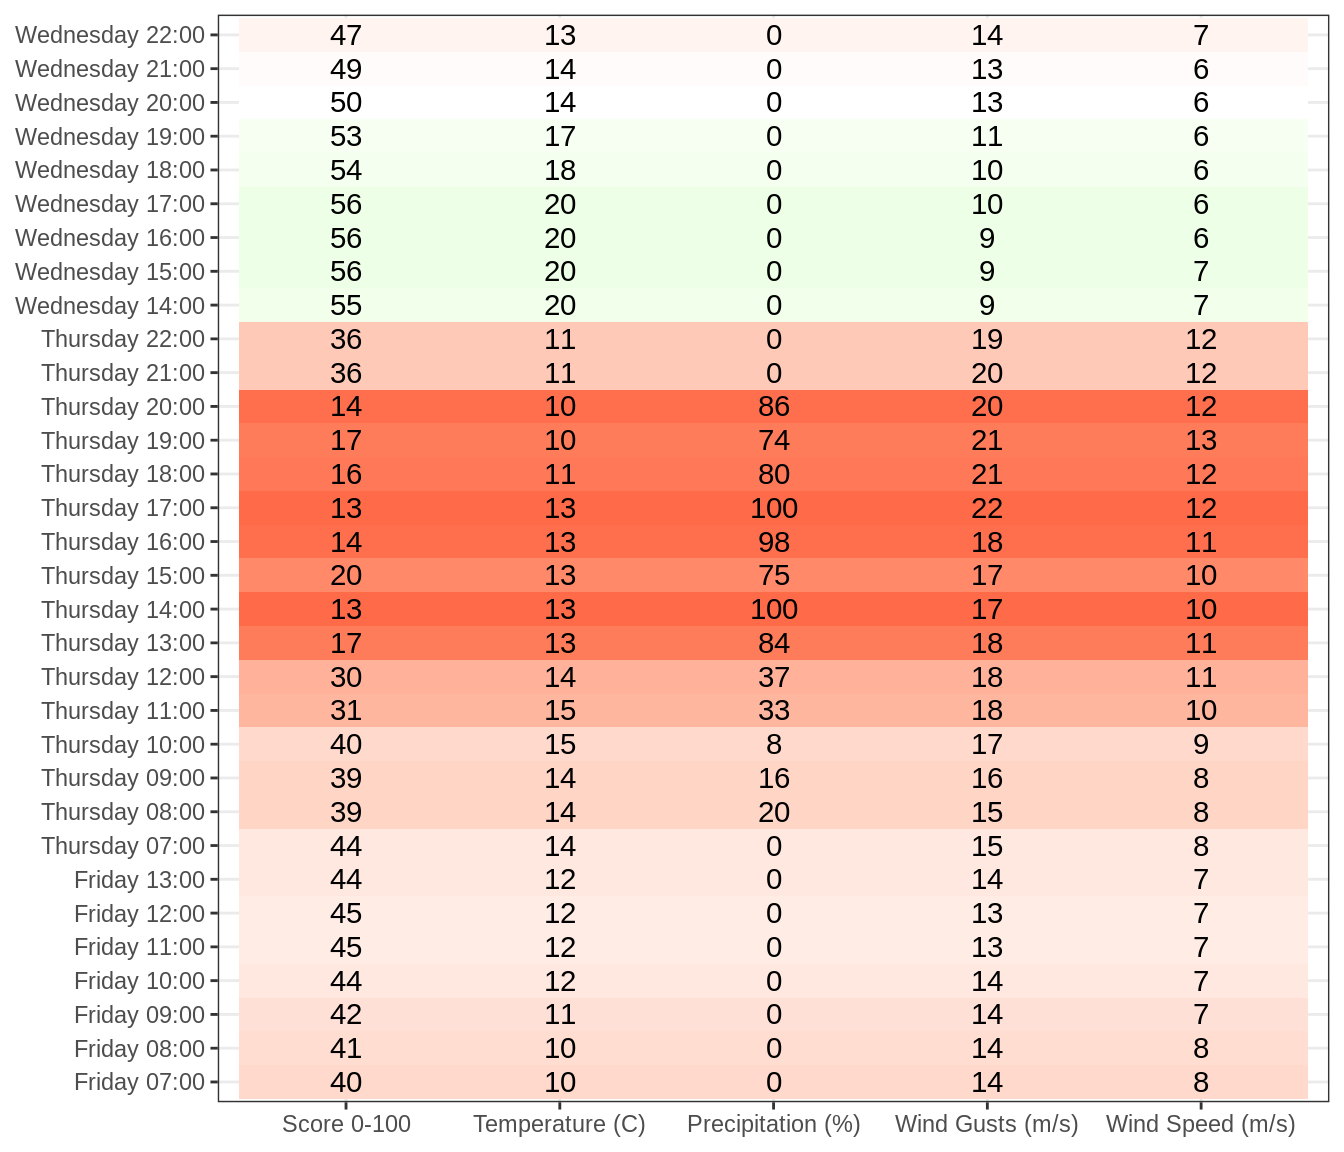 Wednesday 22:00 47 13 0 14 7
Wednesday 21:00 49 14 0 13 6
Wednesday 20:00 50 14 0 13 6
Wednesday 19:00 53 17 0 11 6
Wednesday 18:00 54 18 0 10 6
Wednesday 17:00 56 20 0 10 6
Wednesday 16:00 56 20 0 9 6
Wednesday 15:00 56 20 0 9 7
Wednesday 14:00 55 20 0 9 7
Thursday 22:00 36 11 0 19 12
Thursday 21:00 36 11 0 20 12
Thursday 20:00 14 10 86 20 12
Thursday 19:00 17 10 74 21 13
Thursday 18:00 16 11 80 21 12
Thursday 17:00 13 13 100 22 12
Thursday 16:00 14 13 98 18 11
Thursday 15:00 20 13 75 17 10
Thursday 14:00 13 13 100 17 10
Thursday 13:00 17 13 84 18 11
Thursday 12:00 30 14 37 18 11
Thursday 11:00 31 15 33 18 10
Thursday 10:00 40 15 8 17 9
Thursday 09:00 39 14 16 16 8
Thursday 08:00 39 14 20 15 8
Thursday 07:00 44 14 0 15 8
Friday 13:00 44 12 0 14 7
Friday 12:00 45 12 0 13 7
Friday 11:00 45 12 0 13 7
Friday 10:00 44 12 0 14 7
Friday 09:00 42 11 0 14 7
Friday 08:00 41 10 0 14 8
Friday 07:00 40 10 0 14 8
Score 0-100 Temperature (C) Precipitation (%) Wind Gusts (m/s) Wind Speed (m/s)